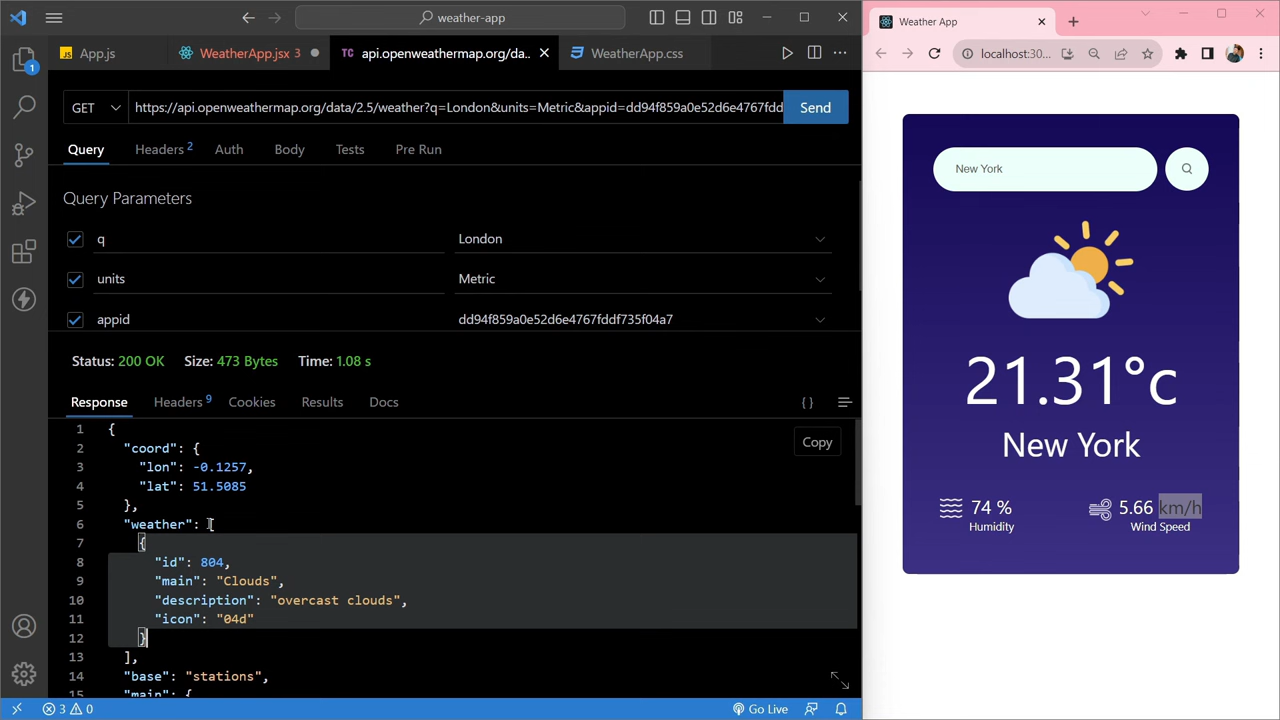 weather-app
App.js
WeatherApp.jsx 3
TC api.openweathermap.org/da..
WeatherApp.css
GET
https://api.openweathermap.org/data/2.5/weather?q=London&units=Metric&appid=dd94f859a0e52d6e4767fdd
Send
Query Headers 2 Auth Body Tests Pre Run
Query Parameters
q London
units Metric
appid dd94f859a0e52d6e4767fddf735f04a7
Status: 200 OK Size: 473 Bytes Time: 1.08 s
Response Headers 9 Cookies Results Docs { }
Copy
1 {
2 "coord": {
3 "lon": -0.1257,
4 "lat": 51.5085
5 },
6 "weather": [
7 {
8 "id": 804,
9 "main": "Clouds",
10 "description": "overcast clouds",
11 "icon": "04d"
12 }
13 ],
14 "base": "stations",
15 "main": {
1
3 0
Go Live
Weather App
localhost:30...
New York
21.31°c
New York
74 %
Humidity
5.66 km/h
Wind Speed